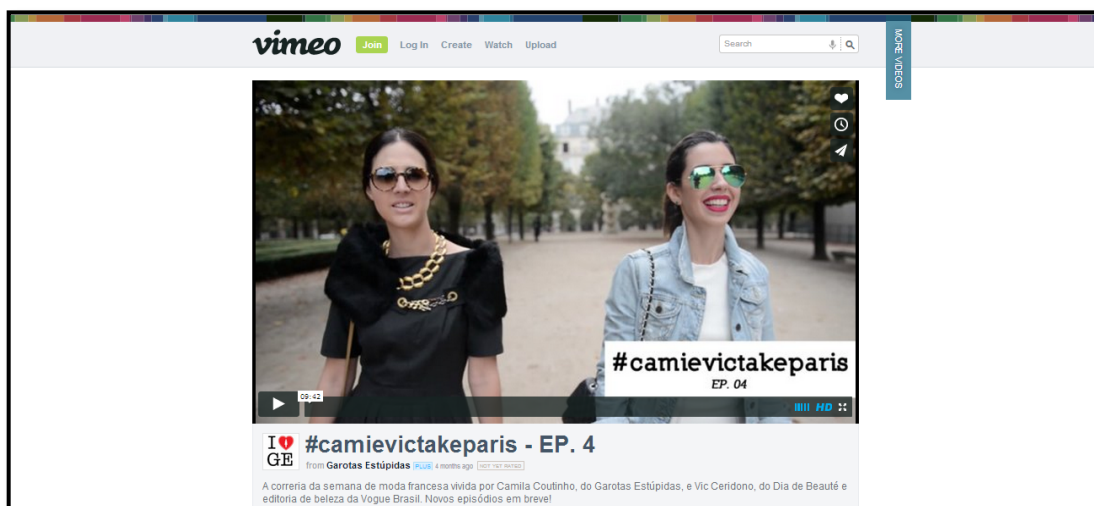 vimeo Join Log In Create Watch Upload Search
MORE VIDEOS
#camievictakeparis
EP. 04
09:42
HD
I GE
#camievictakeparis - EP. 4
from Garotas Estúpidas PLUS 4 months ago NOT YET RATED
A correria da semana de moda francesa vivida por Camila Coutinho, do Garotas Estúpidas, e Vic Ceridono, do Dia de Beauté e
editoria de beleza da Vogue Brasil. Novos episódios em breve!